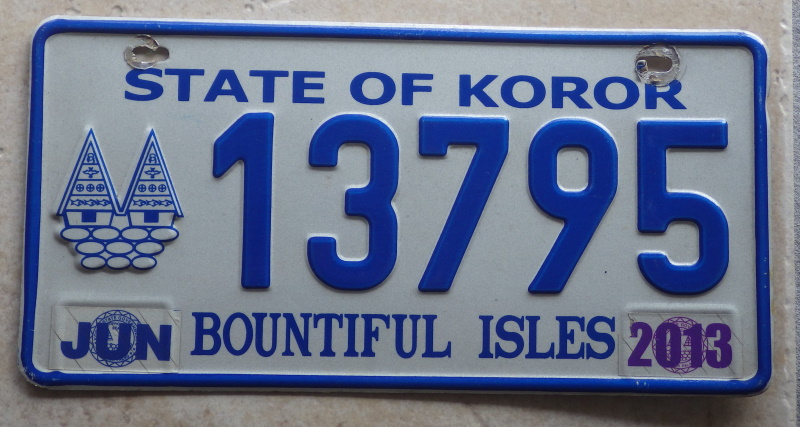 STATE OF KOROR
13795
JUN BOUNTIFUL ISLES 2013